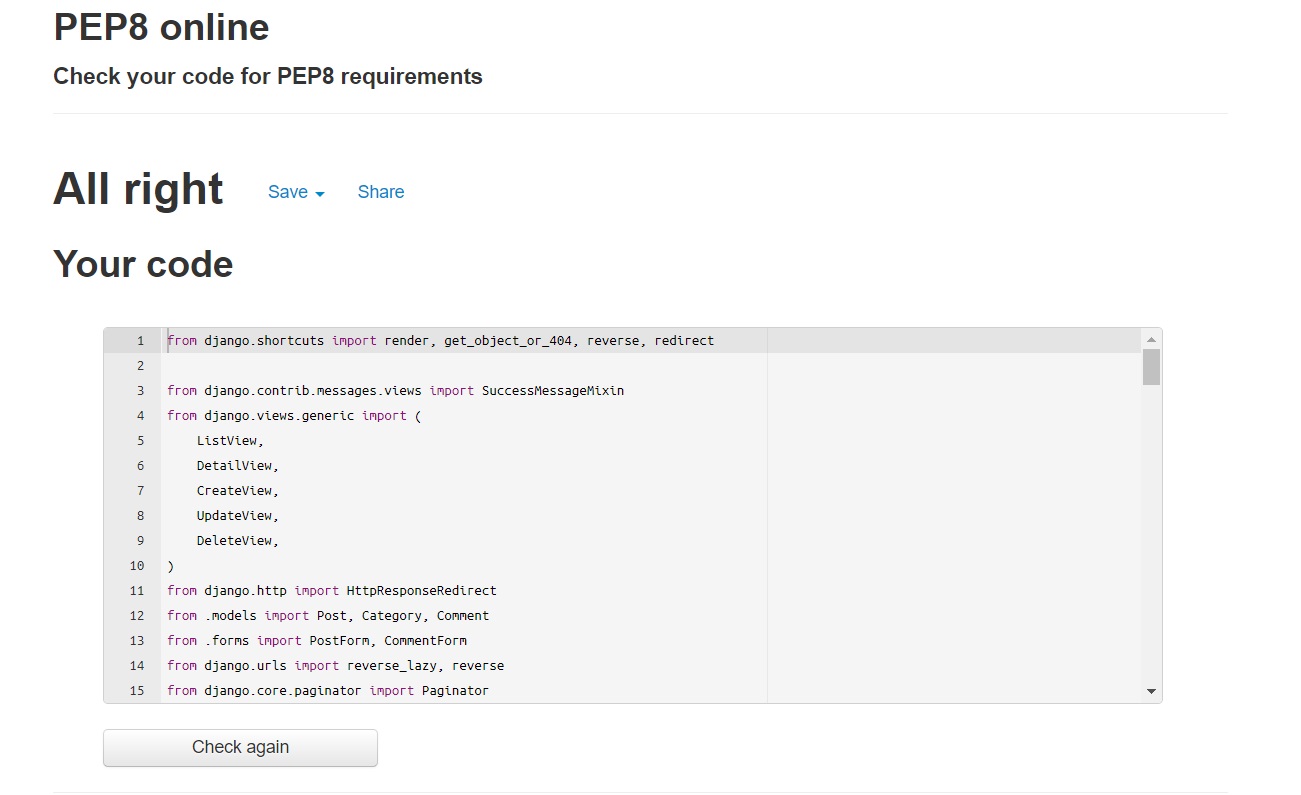 PEP8 online
Check your code for PEP8 requirements
All right Save Share
Your code
1 from django.shortcuts import render, get_object_or_404, reverse, redirect
2
3 from django.contrib.messages.views import SuccessMessageMixin
4 from django.views.generic import (
5     ListView,
6     DetailView,
7     CreateView,
8     UpdateView,
9     DeleteView,
10 )
11 from django.http import HttpResponseRedirect
12 from .models import Post, Category, Comment
13 from .forms import PostForm, CommentForm
14 from django.urls import reverse_lazy, reverse
15 from django.core.paginator import Paginator
Check again